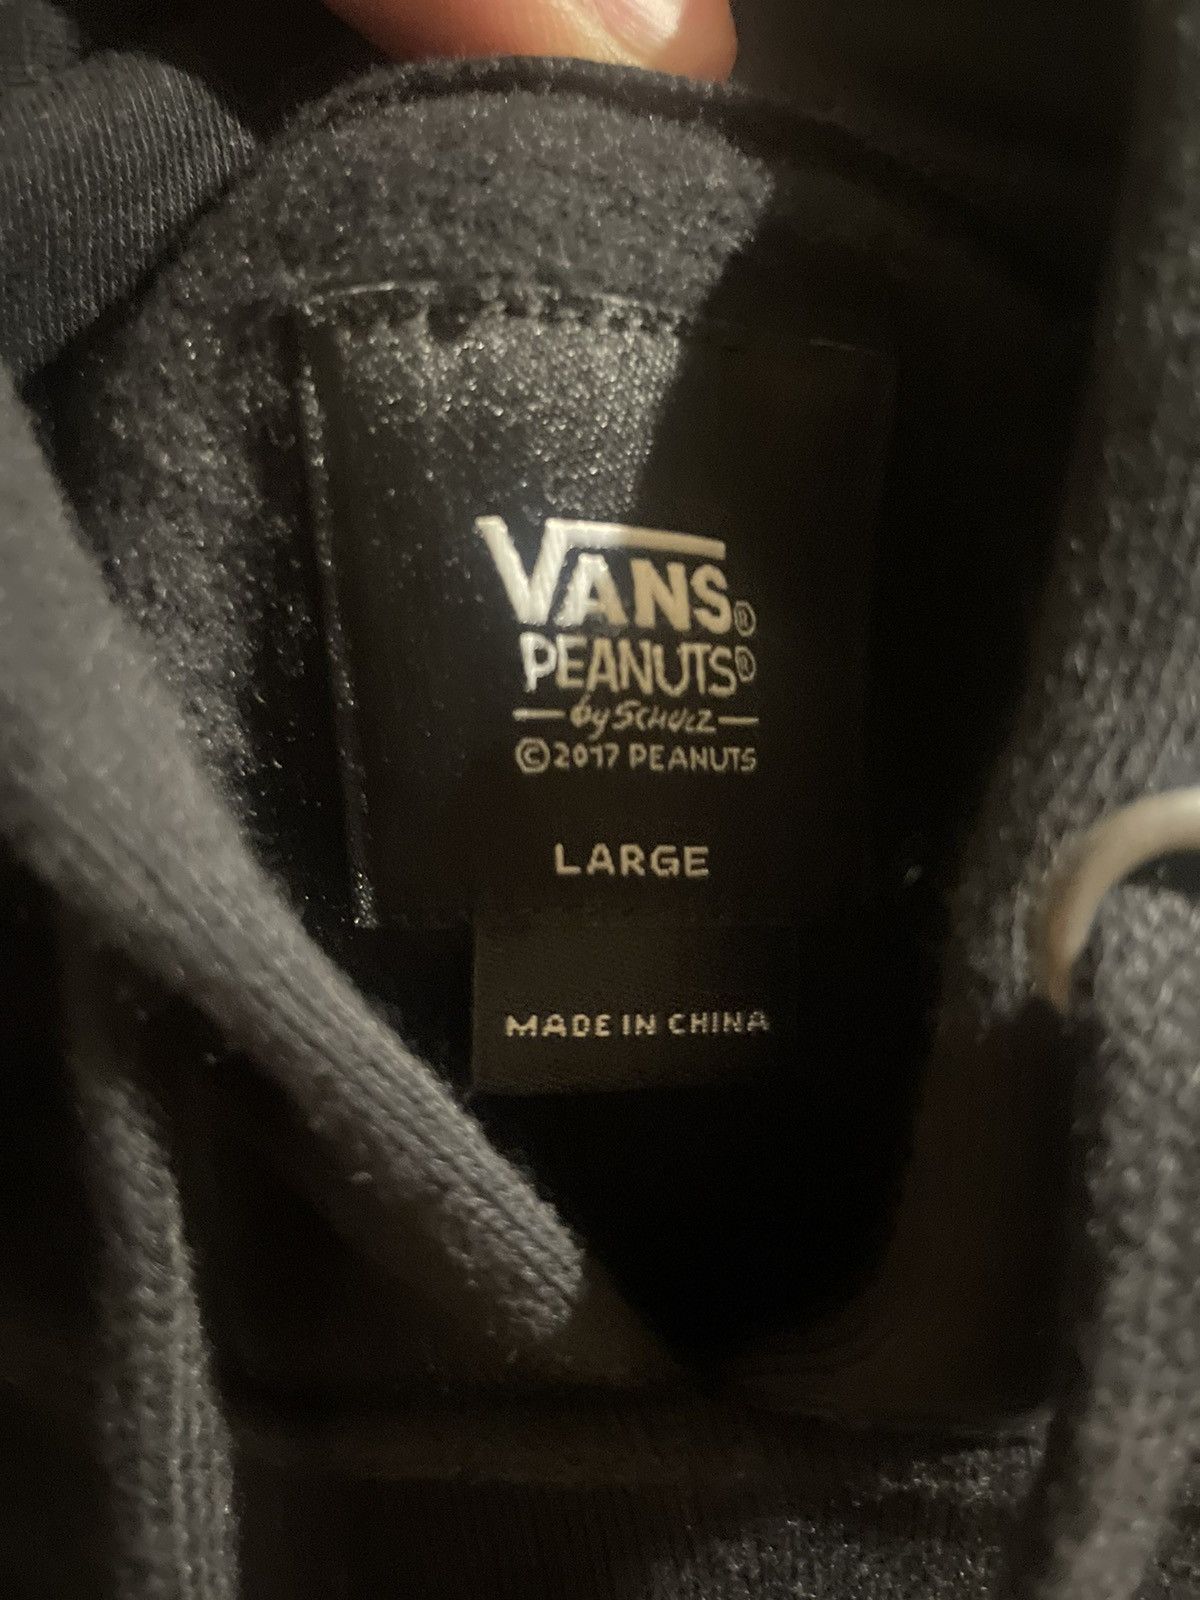 VANS®
PEANUTS®
by SCHULZ
©2017 PEANUTS
LARGE
MADE IN CHINA